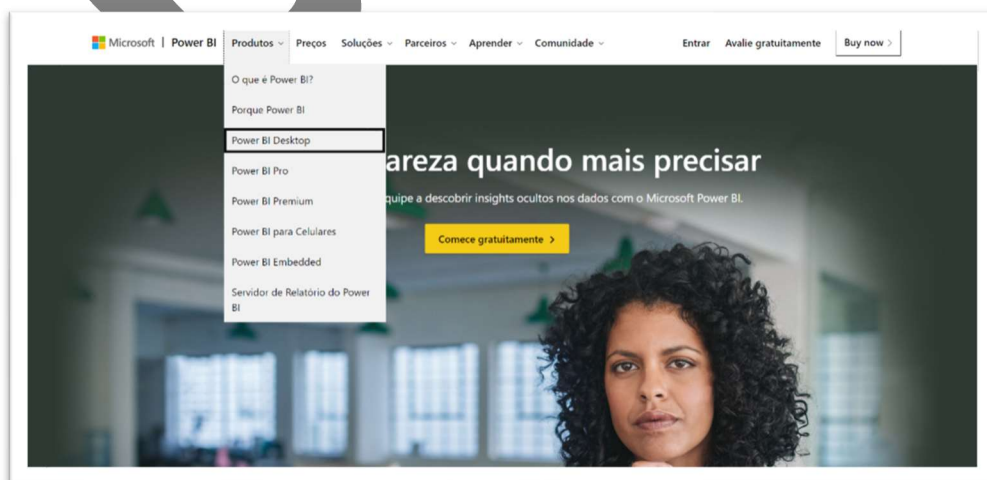 Microsoft | Power BI Produtos Preços Soluções Parceiros Aprender Comunidade Entrar Avalie gratuitamente Buy now >
O que é Power BI?
Porque Power BI
Power BI Desktop
Power BI Pro
Power BI Premium
Power BI para Celulares
Power BI Embedded
Servidor de Relatório do Power
BI
areza quando mais precisar
quipe a descobrir insights ocultos nos dados com o Microsoft Power BI.
Comece gratuitamente >